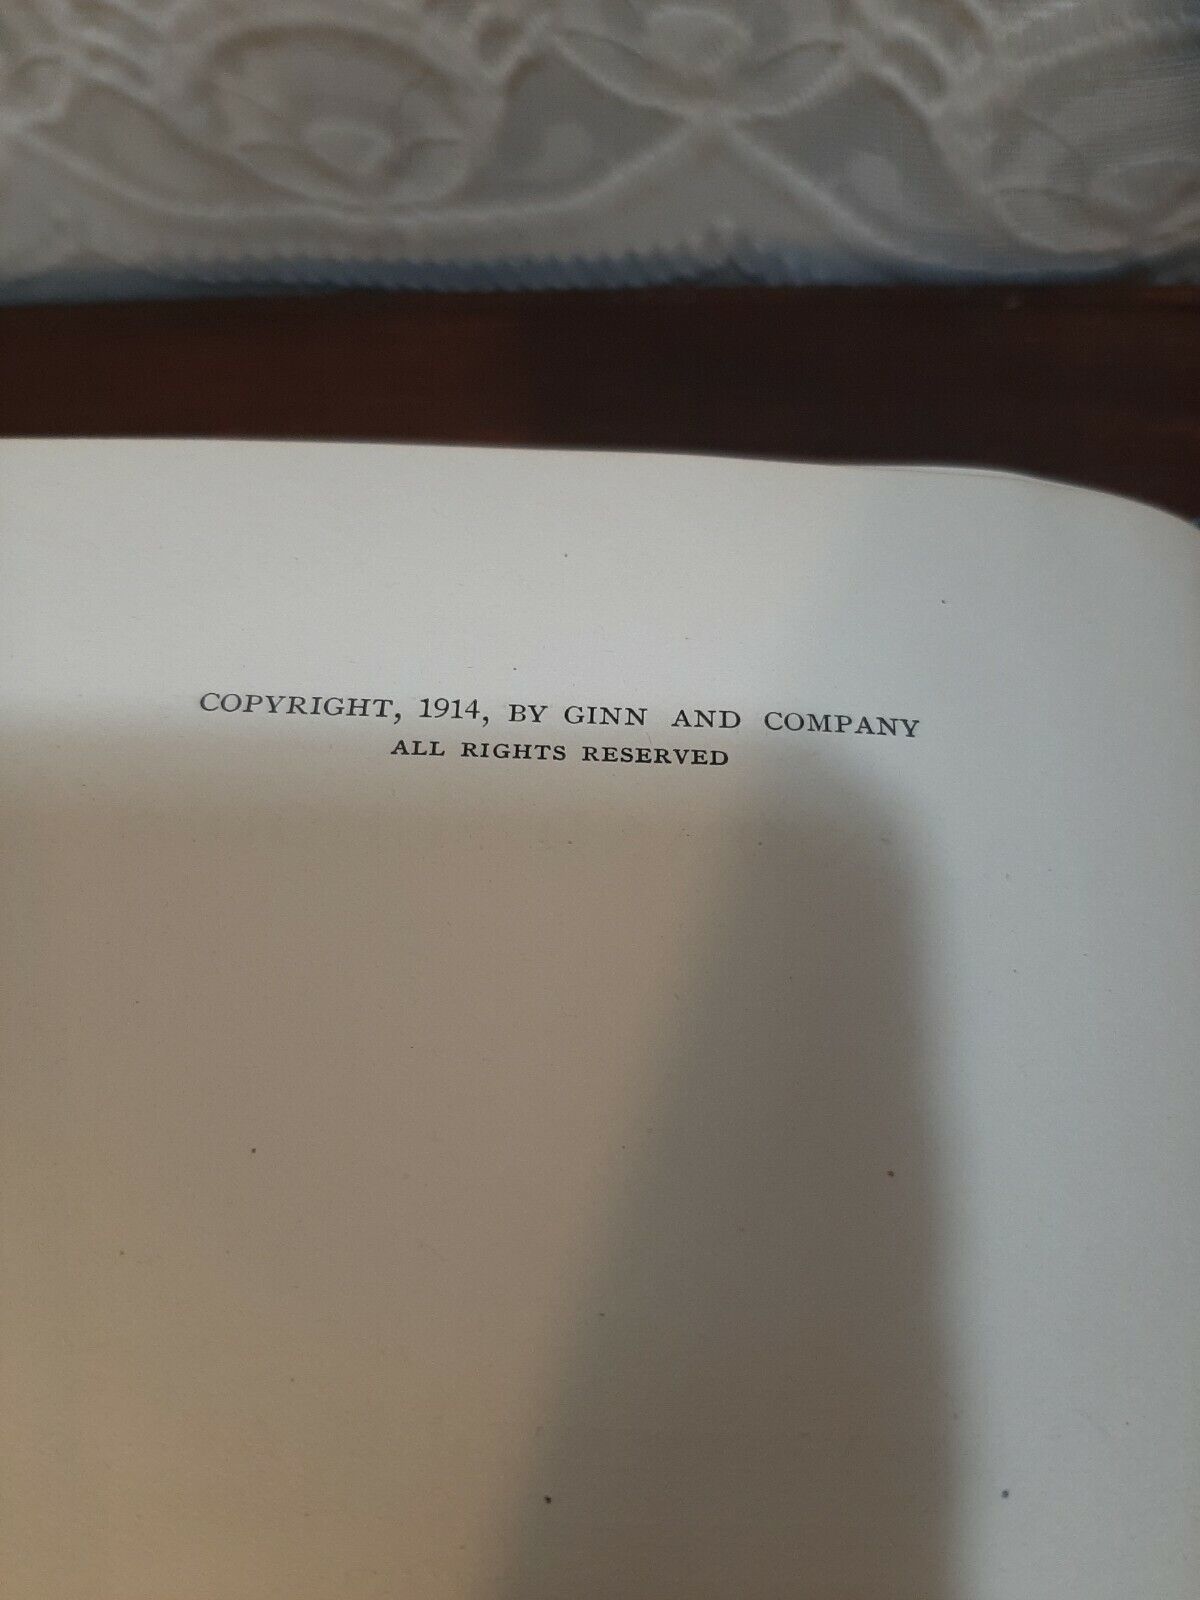 COPYRIGHT, 1914, BY GINN AND COMPANY
ALL RIGHTS RESERVED